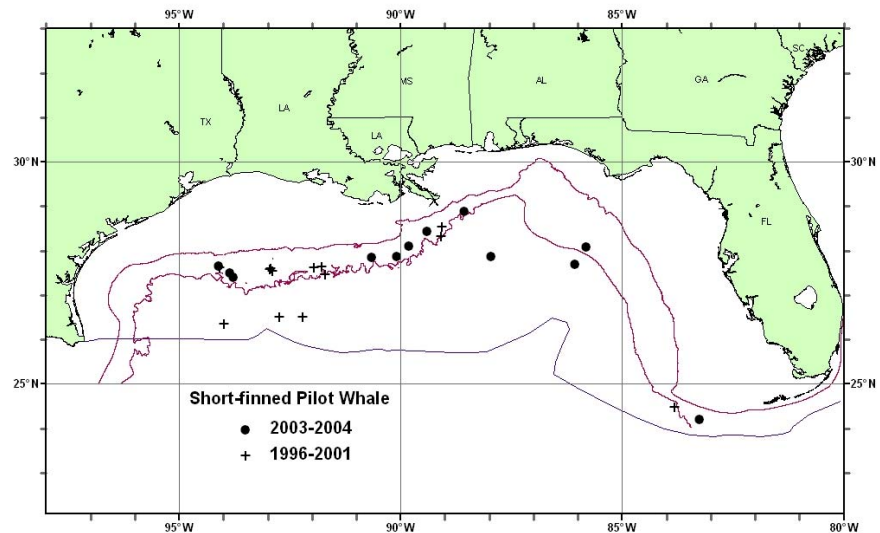 95°W 90°W 85°W
SC
MS AL GA
LA
TX
LA
30°N 30°N
FL
25°N 25°N
Short-finned Pilot Whale
2003-2004
1996-2001
95°W 90°W 85°W 80°W